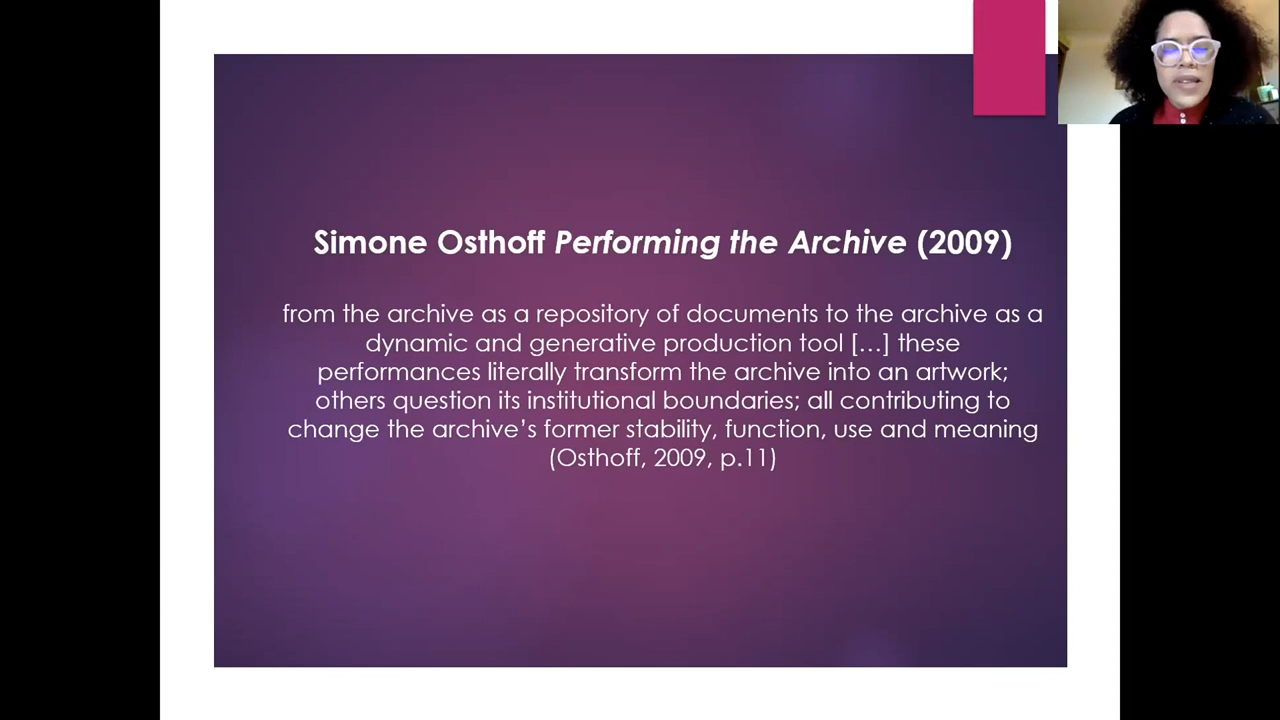 Simone Osthoff Performing the Archive (2009)
from the archive as a repository of documents to the archive as a
dynamic and generative production tool […] these
performances literally transform the archive into an artwork;
others question its institutional boundaries; all contributing to
change the archive’s former stability, function, use and meaning
(Osthoff, 2009, p.11)